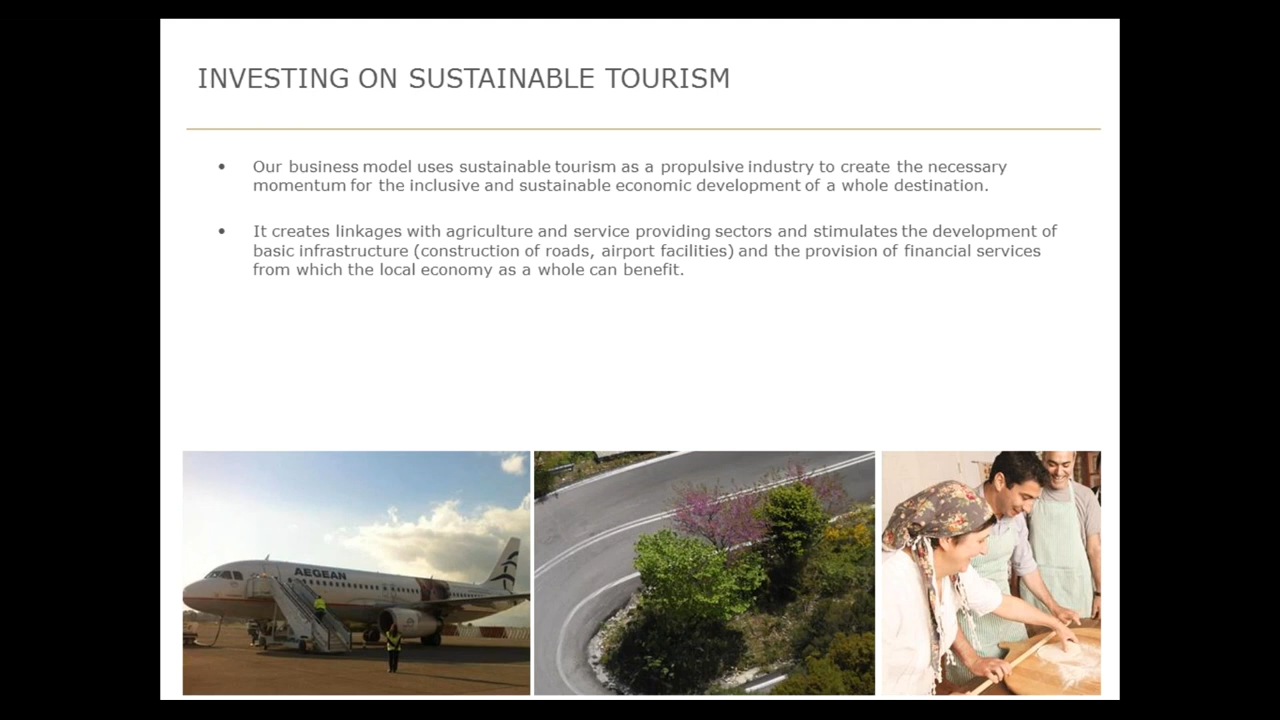 INVESTING ON SUSTAINABLE TOURISM
• Our business model uses sustainable tourism as a propulsive industry to create the necessary
momentum for the inclusive and sustainable economic development of a whole destination.
• It creates linkages with agriculture and service providing sectors and stimulates the development of
basic infrastructure (construction of roads, airport facilities) and the provision of financial services
from which the local economy as a whole can benefit.
AEGEAN